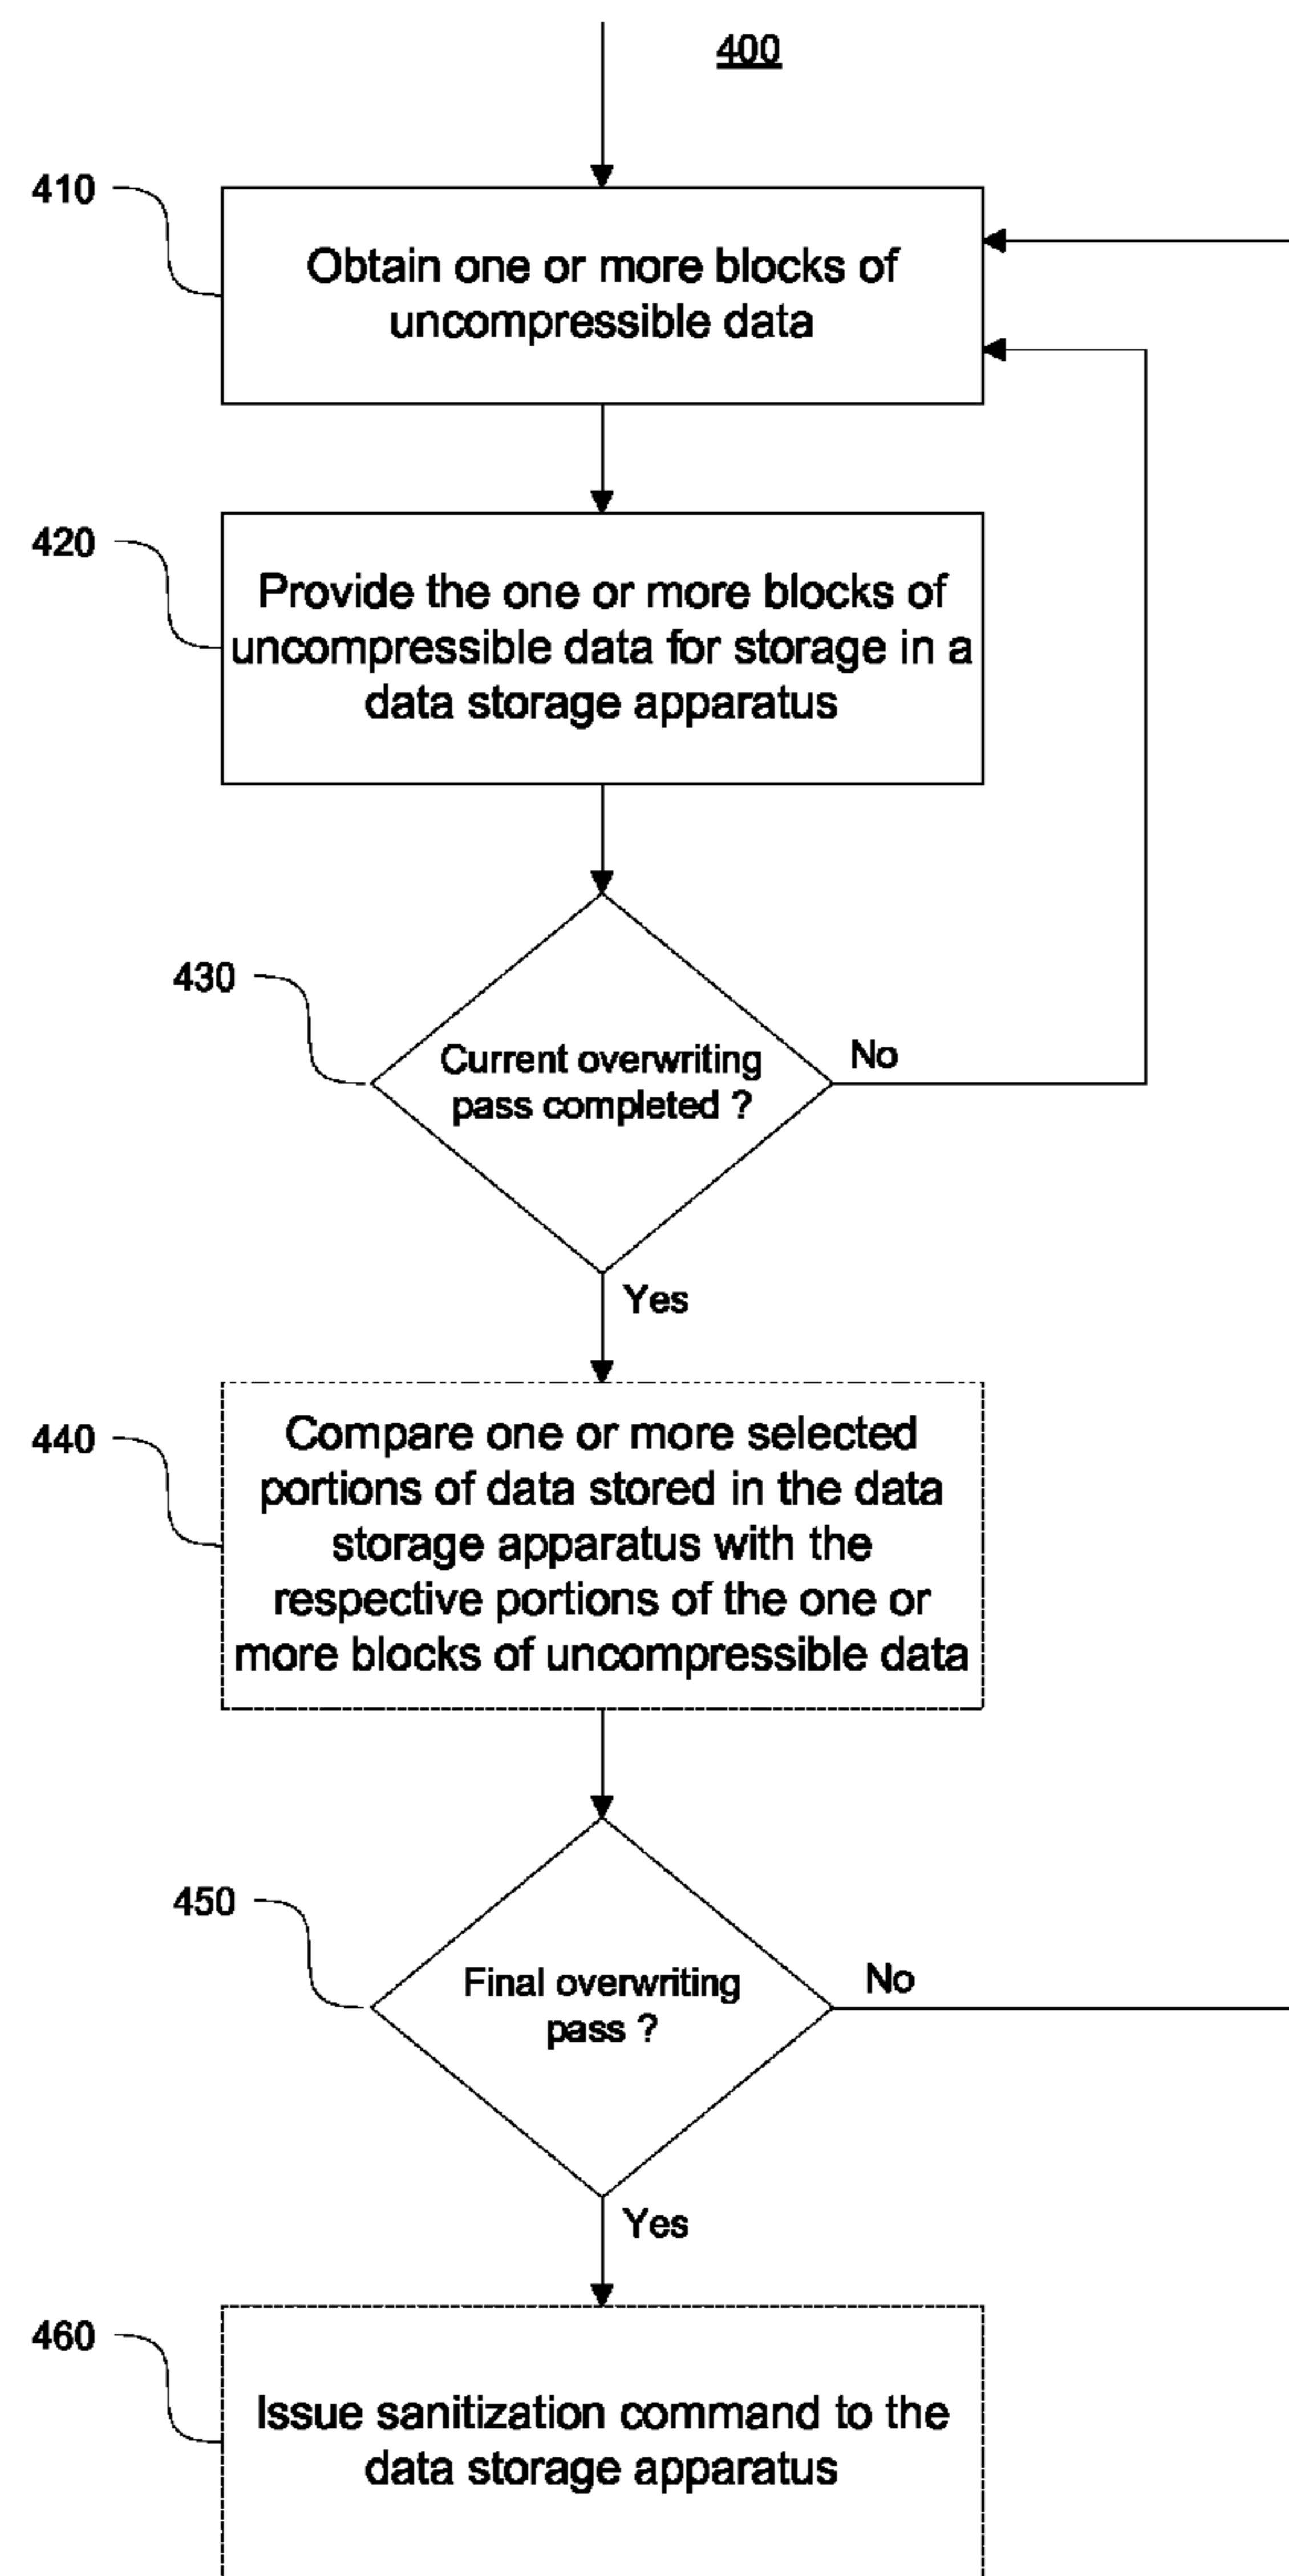 400
410
Obtain one or more blocks of
uncompressible data
420
Provide the one or more blocks of
uncompressible data for storage in a
data storage apparatus
430
Current overwriting
pass completed ?
No
Yes
440
Compare one or more selected
portions of data stored in the data
storage apparatus with the
respective portions of the one or
more blocks of uncompressible data
450
Final overwriting
pass ?
No
Yes
460
Issue sanitization command to the
data storage apparatus